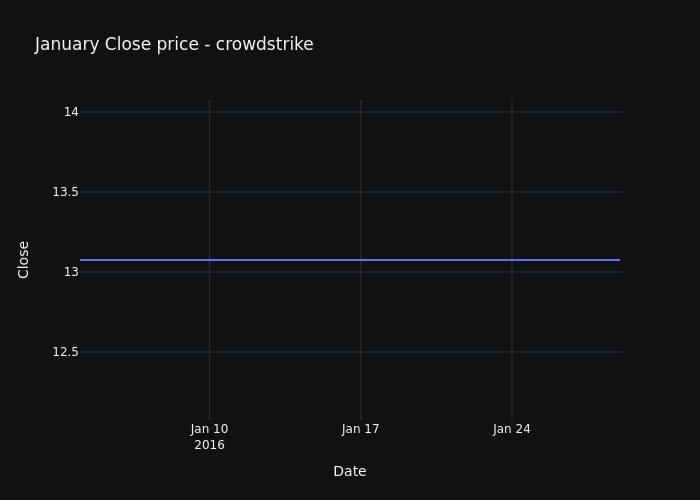 January Close price - crowdstrike
14
13.5
13
12.5
Close
Jan 10
2016
Jan 17
Jan 24
Date